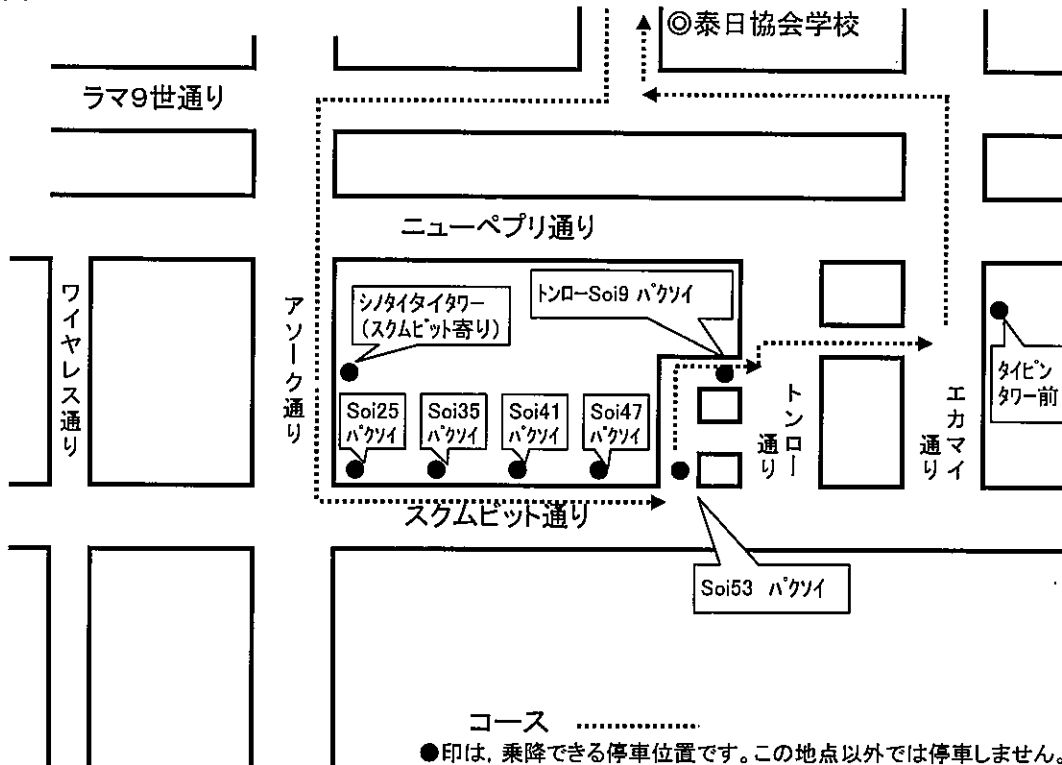 ◎泰日協会学校
ラマ9世通り
ニューペプリ通り
ワイヤレス通り
アソーク通り
シノタイタイタワー
(スクムビット寄り)
トンローSoi9 パクソイ
タイピン
タワー前
Soi25
パクソイ
Soi35
パクソイ
Soi41
パクソイ
Soi47
パクソイ
トンロー
通り
エカマイ
通り
スクムビット通り
Soi53 パクソイ
コース
●印は，乗降できる停車位置です。この地点以外では停車しません。